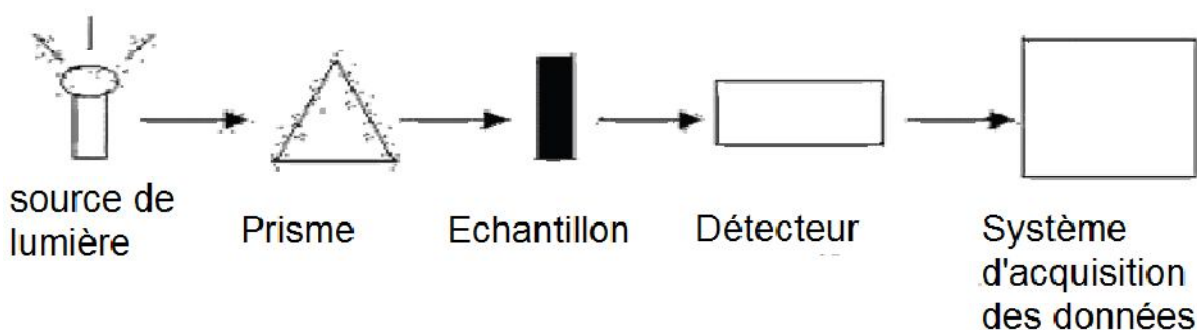 source de
lumière
Prisme
Echantillon
Détecteur
Système
d'acquisition
des données